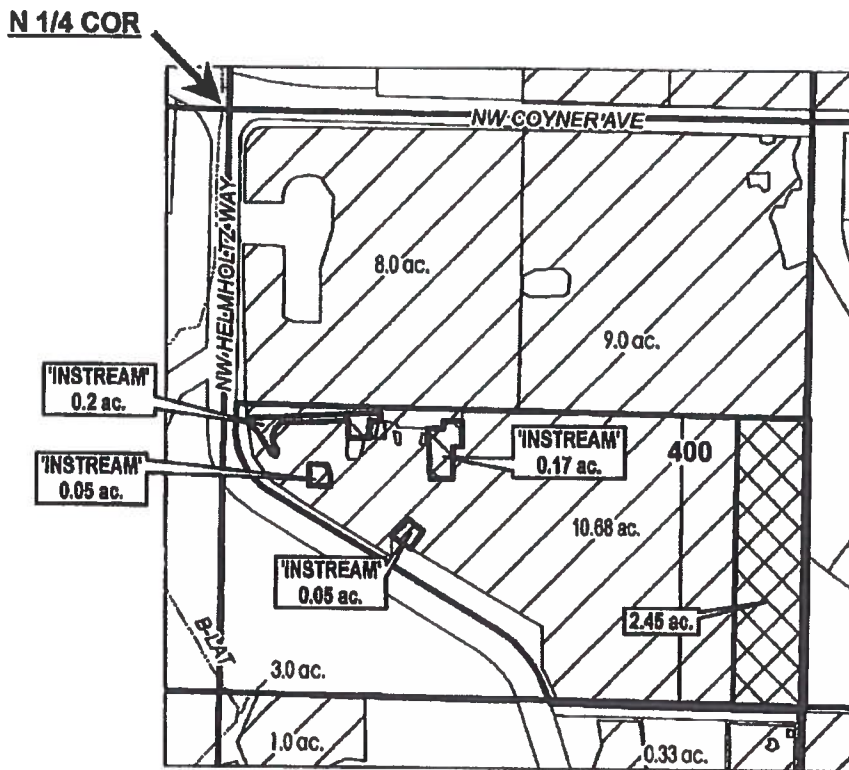 N 1/4 COR
NW COYNER AVE
NW HELMHOLTZ WAY
8.0 ac.
9.0 ac.
'INSTREAM'
0.2 ac.
'INSTREAM'
0.05 ac.
'INSTREAM'
0.17 ac.
400
10.68 ac.
'INSTREAM'
0.05 ac.
2.45 ac.
B-LAT
3.0 ac.
1.0 ac.
0.33 ac.